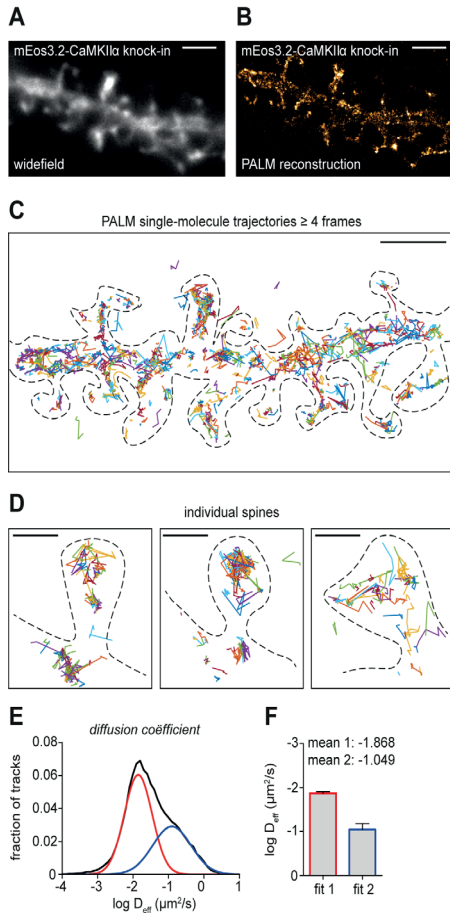 A
mEos3.2-CaMKIIα knock-in
widefield
B
mEos3.2-CaMKIIα knock-in
PALM reconstruction
C
PALM single-molecule trajectories ≥ 4 frames
D
individual spines
E
diffusion coëfficient
fraction of tracks
0.08
0.06
0.04
0.02
0
-4
-3
-2
-1
0
1
log Deff (μm²/s)
F
mean 1: -1.868
mean 2: -1.049
log Deff (μm²/s)
-3
-2
-1
0
fit 1
fit 2